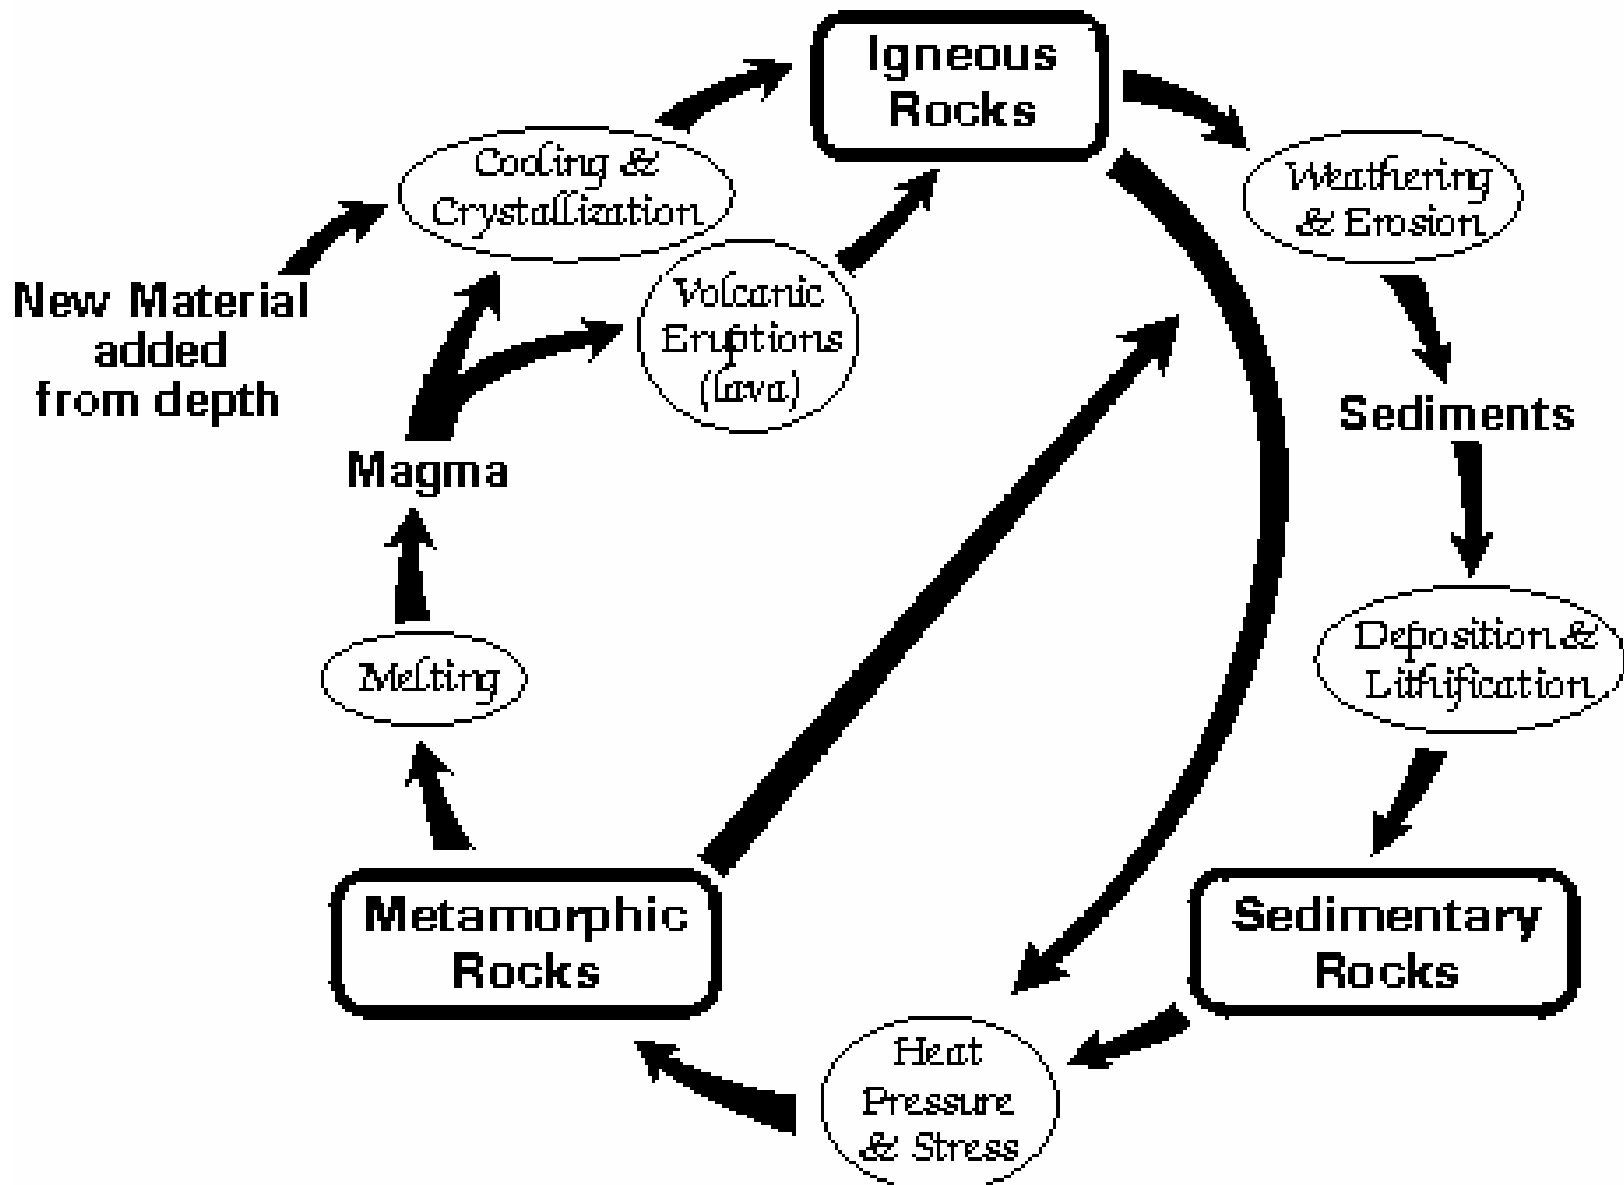 Igneous
Rocks
Cooling &
Crystallization
Weathering
& Erosion
New Material
added
from depth
Volcanic
Eruptions
(lava)
Sediments
Magma
Deposition &
Lithification
Melting
Metamorphic
Rocks
Sedimentary
Rocks
Heat
Pressure
& Stress